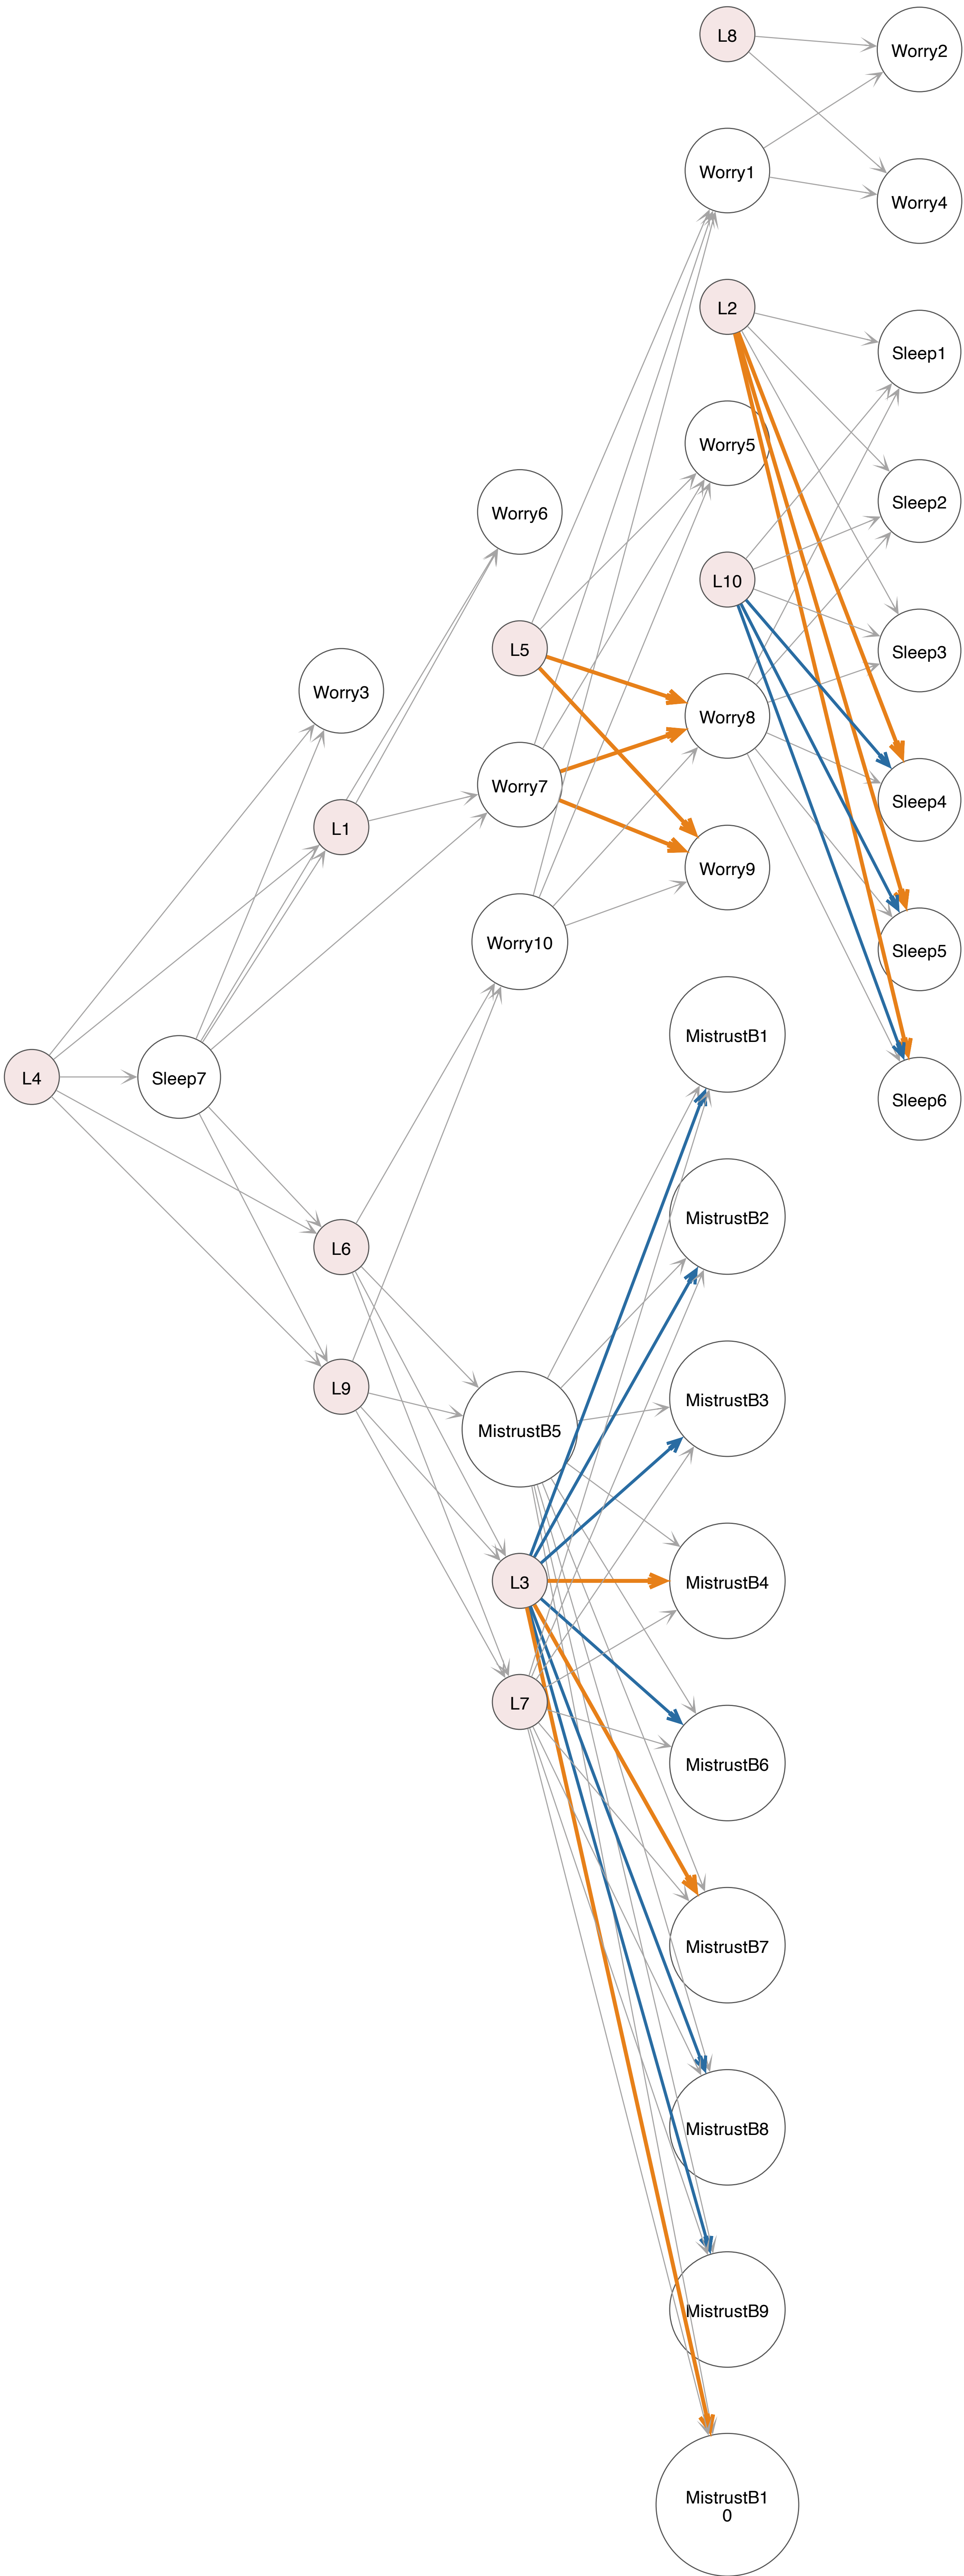 L8
Worry2
Worry1
Worry4
L2
Sleep1
Worry5
Worry6
Sleep2
L10
L5
Sleep3
Worry3
Worry8
Worry7
Sleep4
L1
Worry9
Worry10
Sleep5
MistrustB1
L4
Sleep7
Sleep6
MistrustB2
L6
L9
MistrustB3
MistrustB5
L3
MistrustB4
L7
MistrustB6
MistrustB7
MistrustB8
MistrustB9
MistrustB1
0